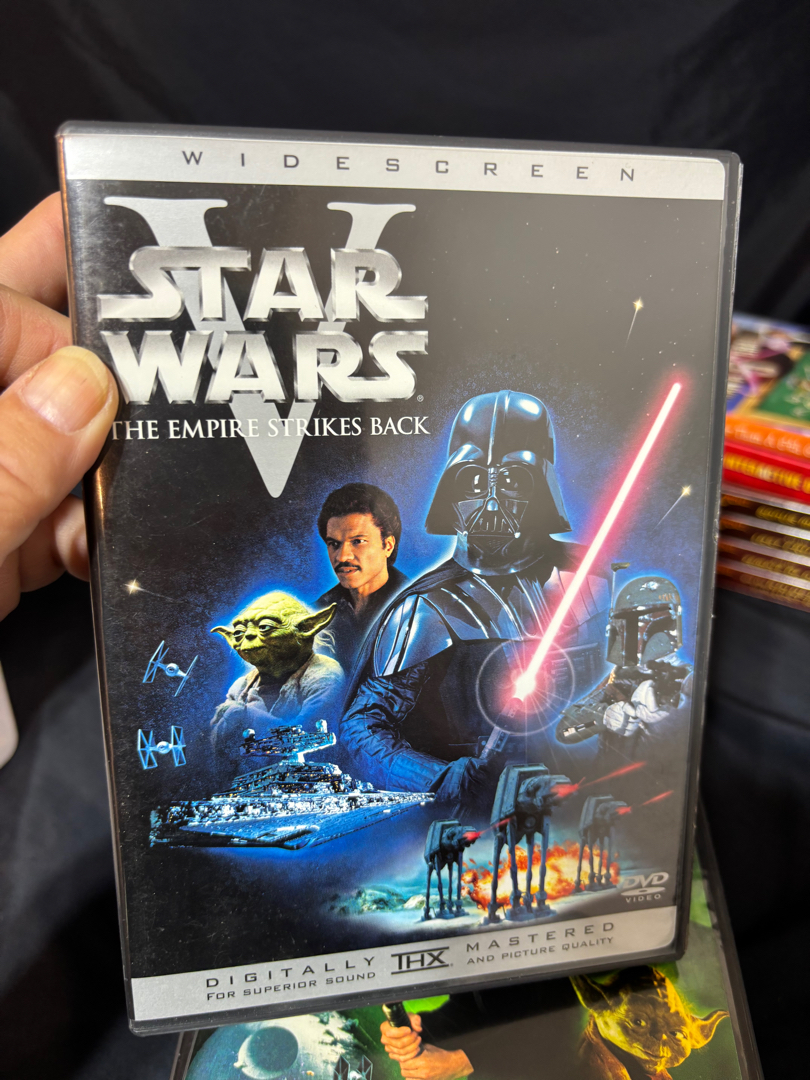 WIDESCREEN
V
STAR
WARS®
THE EMPIRE STRIKES BACK
DVD
VIDEO
DIGITALLY THX® MASTERED
FOR SUPERIOR SOUND AND PICTURE QUALITY